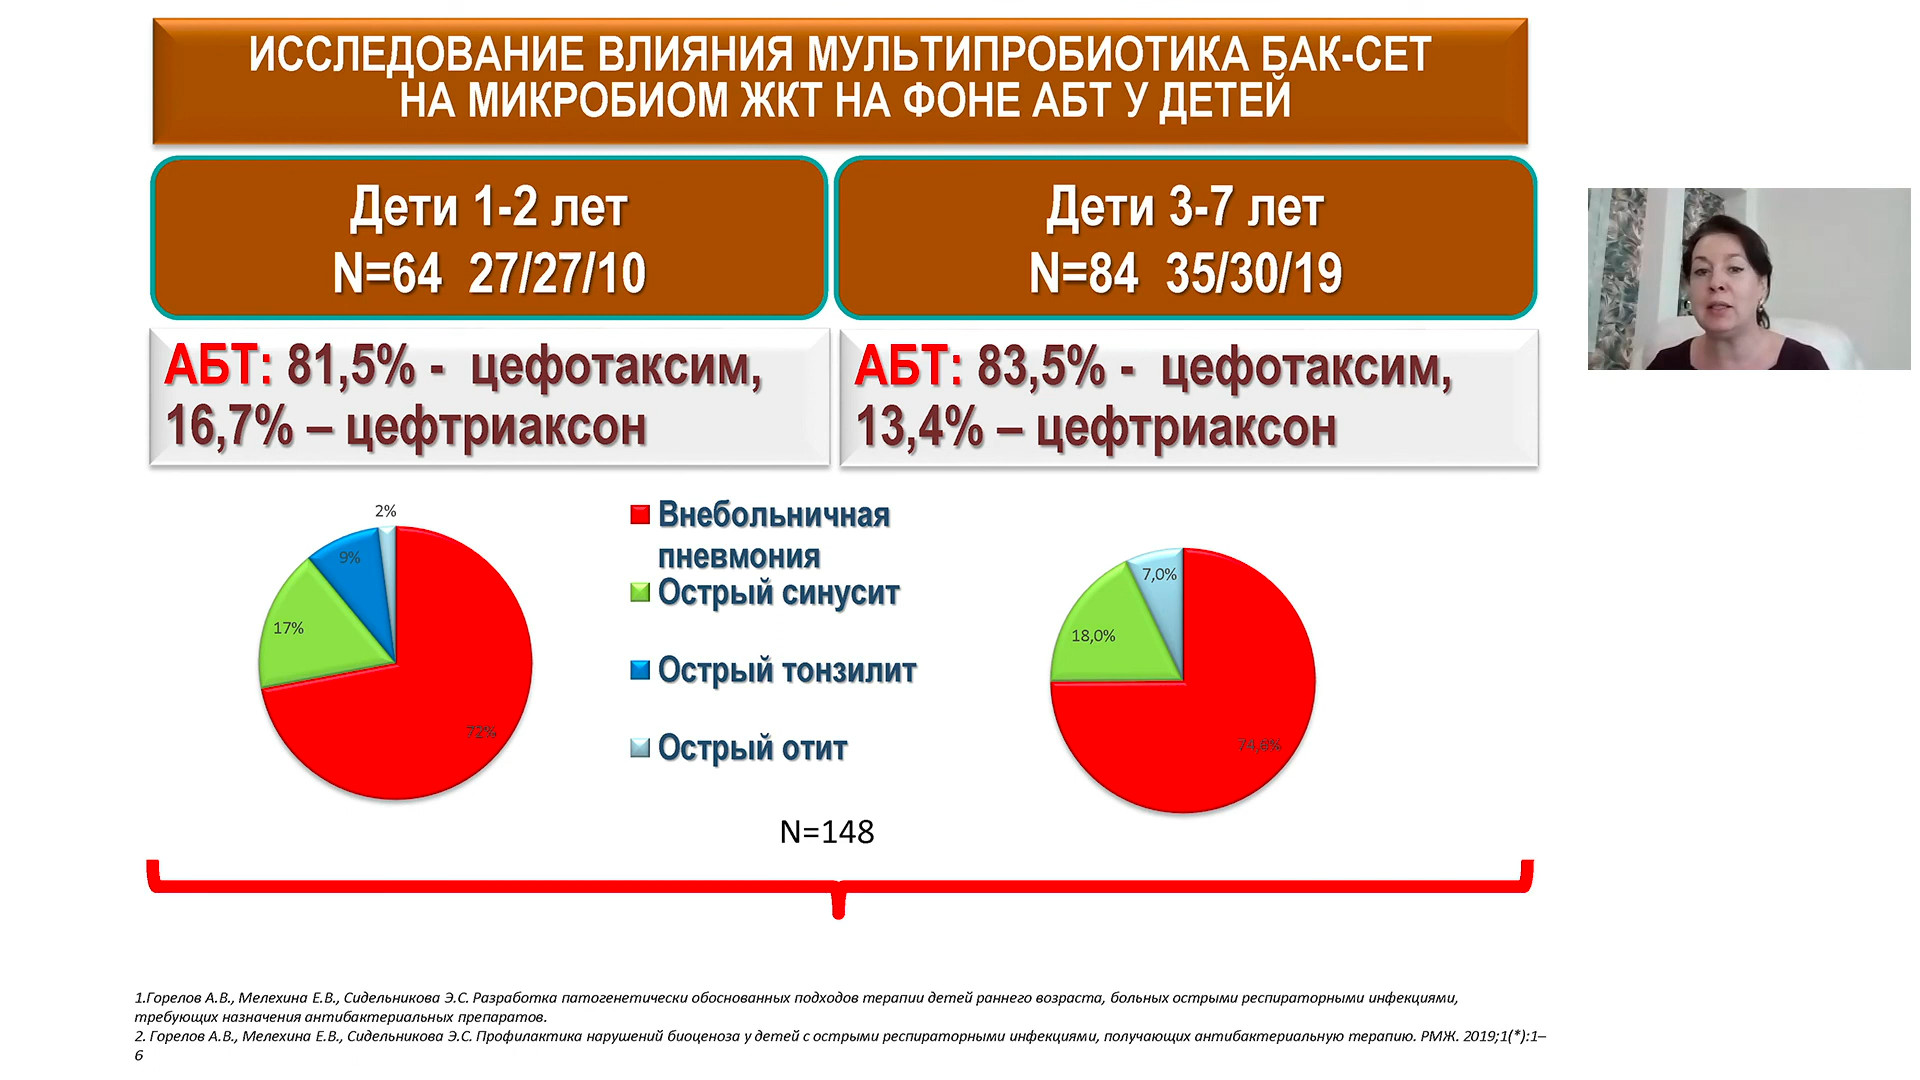 ИССЛЕДОВАНИЕ ВЛИЯНИЯ МУЛЬТИПРОБИОТИКА БАК-СЕТ
НА МИКРОБИОМ ЖКТ НА ФОНЕ АБТ У ДЕТЕЙ
Дети 1-2 лет
N=64 27/27/10
Дети 3-7 лет
N=84 35/30/19
АБТ: 81,5% - цефотаксим,
16,7% – цефтриаксон
АБТ: 83,5% - цефотаксим,
13,4% – цефтриаксон
2%
9%
17%
72%
Внебольничная
пневмония
Острый синусит
Острый тонзилит
Острый отит
7,0%
18,0%
74,8%
N=148
1.Горелов А.В., Мелехина Е.В., Сидельникова Э.С. Разработка патогенетически обоснованных подходов терапии детей раннего возраста, больных острыми респираторными инфекциями,
требующих назначения антибактериальных препаратов.
2. Горелов А.В., Мелехина Е.В., Сидельникова Э.С. Профилактика нарушений биоценоза у детей с острыми респираторными инфекциями, получающих антибактериальную терапию. РМЖ. 2019;1(*):1–
6